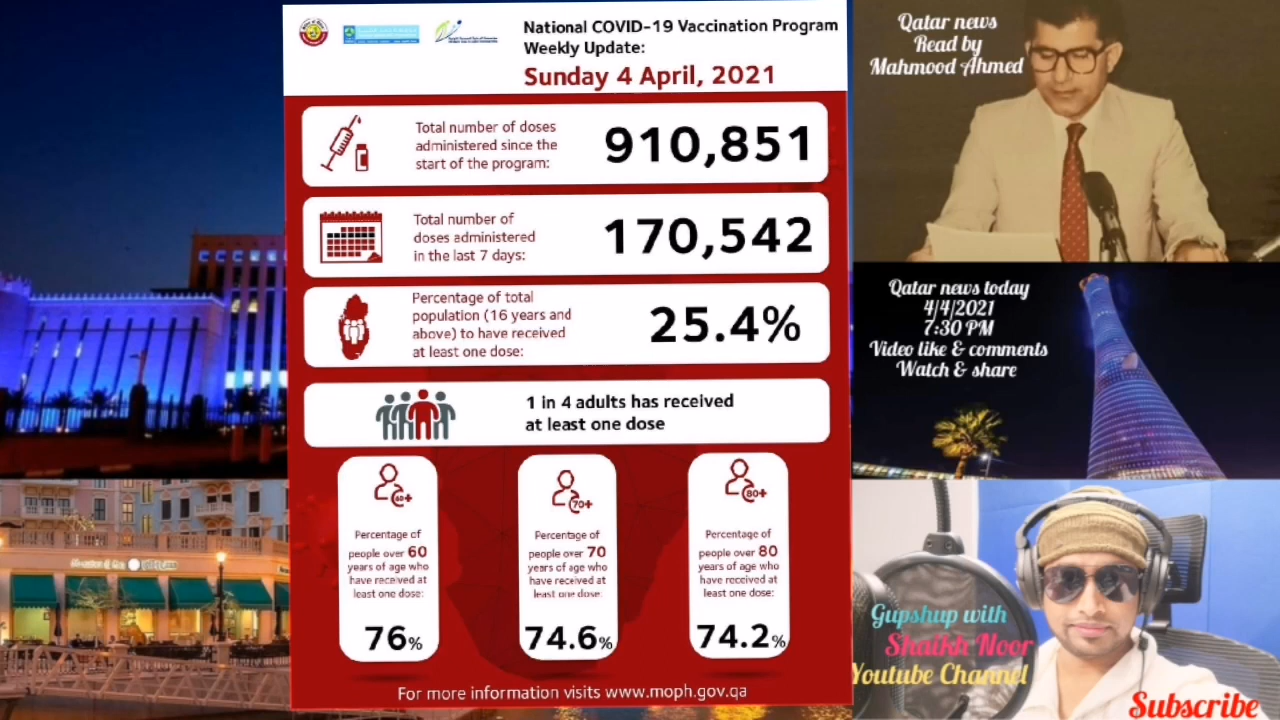 National COVID-19 Vaccination Program
Weekly Update:
Sunday 4 April, 2021
Total number of doses
administered since the
start of the program:
910,851
Total number of
doses administered
in the last 7 days:
170,542
Percentage of total
population (16 years and
above) to have received
at least one dose:
25.4%
1 in 4 adults has received
at least one dose
60+
Percentage of
people over 60
years of age who
have received at
least one dose:
76%
70+
Percentage of
people over 70
years of age who
have received at
least one dose:
74.6%
80+
Percentage of
people over 80
years of age who
have received at
least one dose:
74.2%
For more information visits www.moph.gov.qa
Qatar news
Read by
Mahmood Ahmed
Qatar news today
4/4/2021
7:30 PM
Video like & comments
Watch & share
Gupshup with
Shaikh Noor
Youtube Channel
Subscribe